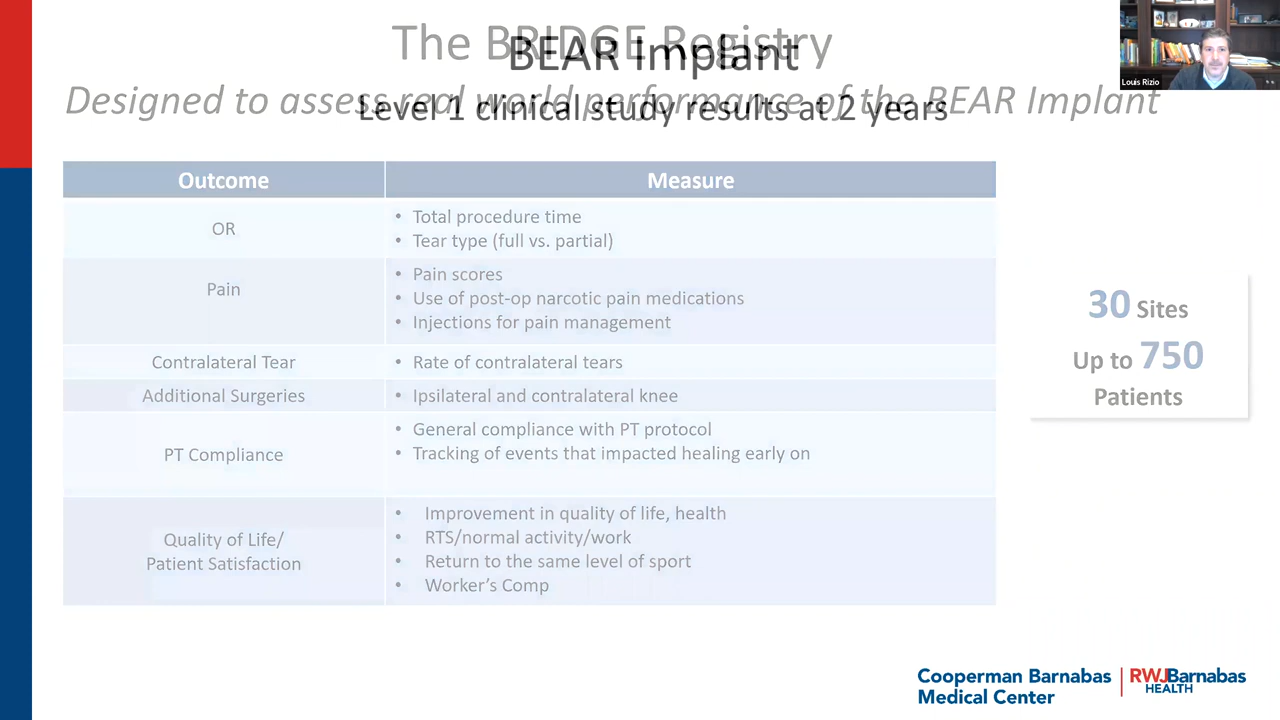 The BRIDGE Registry
BEAR Implant
Designed to assess real world performance of the BEAR Implant
Level 1 clinical study results at 2 years
Louis Rizio
Outcome
Measure
OR
• Total procedure time
• Tear type (full vs. partial)
Pain
• Pain scores
• Use of post-op narcotic pain medications
• Injections for pain management
Contralateral Tear
• Rate of contralateral tears
Additional Surgeries
• Ipsilateral and contralateral knee
PT Compliance
• General compliance with PT protocol
• Tracking of events that impacted healing early on
Quality of Life/
Patient Satisfaction
• Improvement in quality of life, health
• RTS/normal activity/work
• Return to the same level of sport
• Worker's Comp
30 Sites
Up to 750
Patients
Cooperman Barnabas
Medical Center
RWJBarnabas
HEALTH